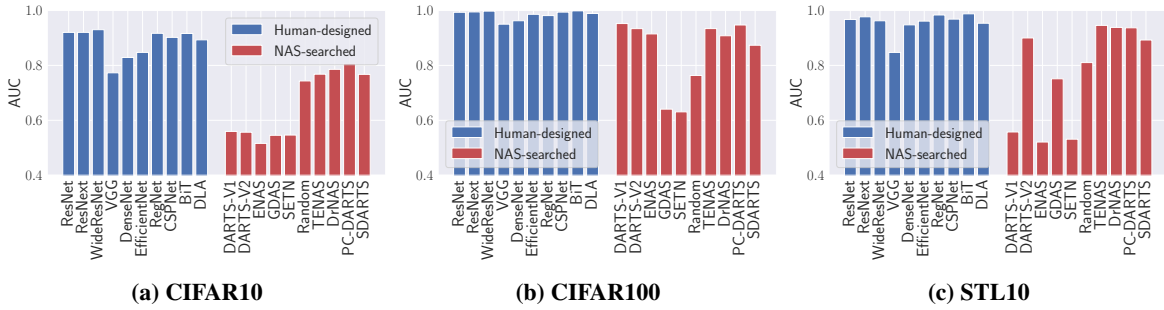 AUC
1.0
0.8
0.6
0.4
Human-designed
NAS-searched
ResNet
ResNext
WideResNet
VGG
DenseNet
EfficientNet
RegNet
CSPNet
BiT
DLA
DARTS-V1
DARTS-V2
ENAS
GDAS
SETN
Random
TENAS
DrNAS
PC-DARTS
SDARTS
(a) CIFAR10
AUC
1.0
0.8
0.6
0.4
Human-designed
NAS-searched
ResNet
ResNext
WideResNet
VGG
DenseNet
EfficientNet
RegNet
CSPNet
BiT
DLA
DARTS-V1
DARTS-V2
ENAS
GDAS
SETN
Random
TENAS
DrNAS
PC-DARTS
SDARTS
(b) CIFAR100
AUC
1.0
0.8
0.6
0.4
Human-designed
NAS-searched
ResNet
ResNext
WideResNet
VGG
DenseNet
EfficientNet
RegNet
CSPNet
BiT
DLA
DARTS-V1
DARTS-V2
ENAS
GDAS
SETN
Random
TENAS
DrNAS
PC-DARTS
SDARTS
(c) STL10